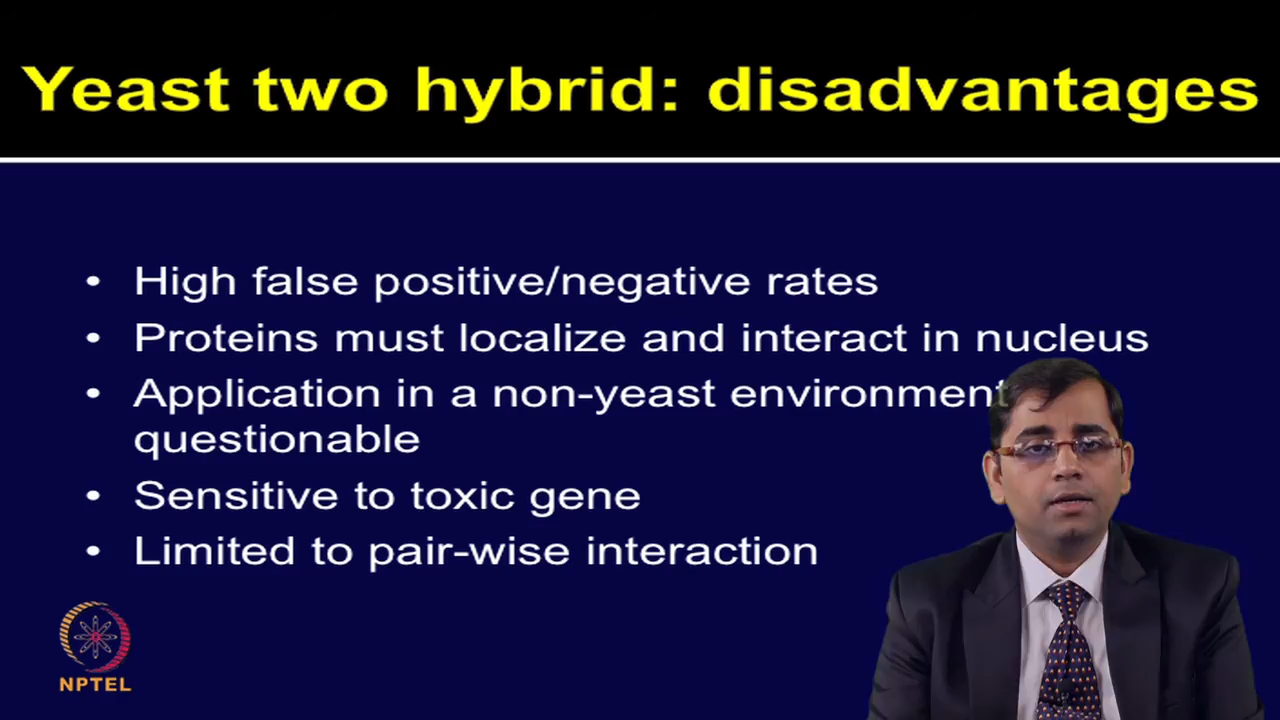 Yeast two hybrid: disadvantages
• High false positive/negative rates
• Proteins must localize and interact in nucleus
• Application in a non-yeast environment
questionable
• Sensitive to toxic gene
• Limited to pair-wise interaction
NPTEL